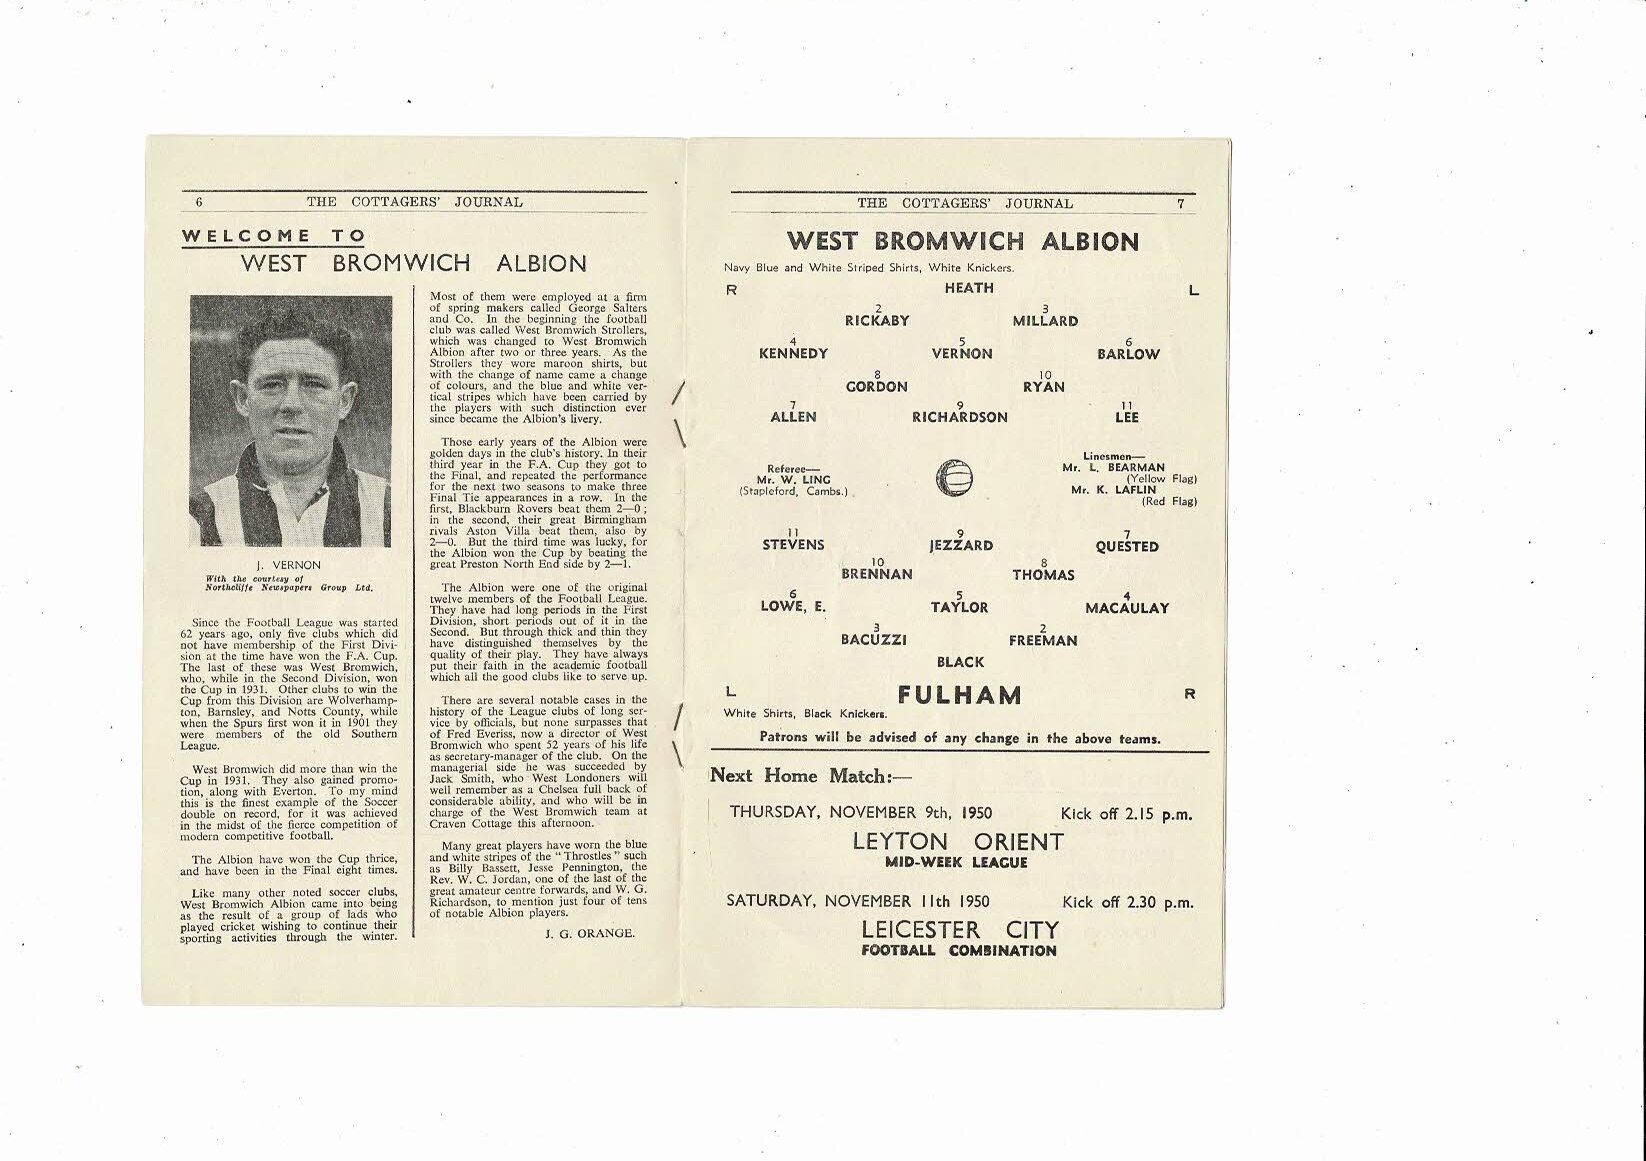 6 THE COTTAGERS' JOURNAL
WELCOME TO
WEST BROMWICH ALBION
J. VERNON
With the courtesy of
Northcliffe Newspapers Group Ltd.
Since the Football League was started
62 years ago, only five clubs which did
not have membership of the First Divi-
sion at the time have won the F.A. Cup.
The last of these was West Bromwich,
who, while in the Second Division, won
the Cup in 1931. Other clubs to win the
Cup from this Division are Wolverhamp-
ton, Barnsley, and Notts County, while
when the Spurs first won it in 1901 they
were members of the old Southern
League.
West Bromwich did more than win the
Cup in 1931. They also gained promo-
tion, along with Everton. To my mind
this is the finest example of the Soccer
double on record, for it was achieved
in the midst of the fierce competition of
modern competitive football.
The Albion have won the Cup thrice,
and have been in the Final eight times.
Like many other noted soccer clubs,
West Bromwich Albion came into being
as the result of a group of lads who
played cricket wishing to continue their
sporting activities through the winter.
Most of them were employed at a firm
of spring makers called George Salters
and Co. In the beginning the football
club was called West Bromwich Strollers,
which was changed to West Bromwich
Albion after two or three years. As the
Strollers they wore maroon shirts, but
with the change of name came a change
of colours, and the blue and white ver-
tical stripes which have been carried by
the players with such distinction ever
since became the Albion's livery.
Those early years of the Albion were
golden days in the club's history. In their
third year in the F.A. Cup they got to
the Final, and repeated the performance
for the next two seasons to make three
Final Tie appearances in a row. In the
first, Blackburn Rovers beat them 2—0;
in the second, their great Birmingham
rivals Aston Villa beat them, also by
2—0. But the third time was lucky, for
the Albion won the Cup by beating the
great Preston North End side by 2—1.
The Albion were one of the original
twelve members of the Football League.
They have had long periods in the First
Division, short periods out of it in the
Second. But through thick and thin they
have distinguished themselves by the
quality of their play. They have always
put their faith in the academic football
which all the good clubs like to serve up.
There are several notable cases in the
history of the League clubs of long ser-
vice by officials, but none surpasses that
of Fred Everiss, now a director of West
Bromwich who spent 52 years of his life
as secretary-manager of the club. On the
managerial side he was succeeded by
Jack Smith, who West Londoners will
well remember as a Chelsea full back of
considerable ability, and who will be in
charge of the West Bromwich team at
Craven Cottage this afternoon.
Many great players have worn the blue
and white stripes of the "Throstles" such
as Billy Bassett, Jesse Pennington, the
Rev. W. C. Jordan, one of the last of the
great amateur centre forwards, and W. G.
Richardson, to mention just four of tens
of notable Albion players.
J. G. ORANGE.
THE COTTAGERS' JOURNAL 7
WEST BROMWICH ALBION
Navy Blue and White Striped Shirts, White Knickers.
R HEATH L
2 3
RICKABY MILLARD
4 5 6
KENNEDY VERNON BARLOW
8 10
GORDON RYAN
7 9 11
ALLEN RICHARDSON LEE
Referee—
Mr. W. LING
(Stapleford, Cambs.)
Linesmen—
Mr. L. BEARMAN
(Yellow Flag)
Mr. K. LAFLIN
(Red Flag)
11 9 7
STEVENS JEZZARD QUESTED
10 8
BRENNAN THOMAS
6 5 4
LOWE, E. TAYLOR MACAULAY
3 2
BACUZZI FREEMAN
BLACK
L FULHAM R
White Shirts, Black Knickers.
Patrons will be advised of any change in the above teams.
Next Home Match:—
THURSDAY, NOVEMBER 9th, 1950 Kick off 2.15 p.m.
LEYTON ORIENT
MID-WEEK LEAGUE
SATURDAY, NOVEMBER 11th 1950 Kick off 2.30 p.m.
LEICESTER CITY
FOOTBALL COMBINATION